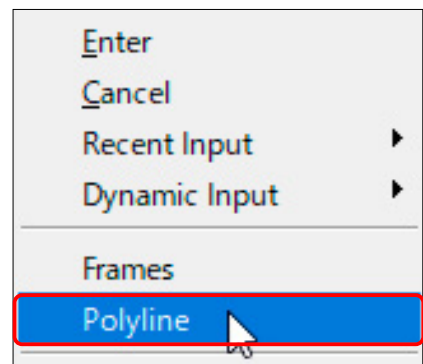 Enter
Cancel
Recent Input
Dynamic Input
Frames
Polyline